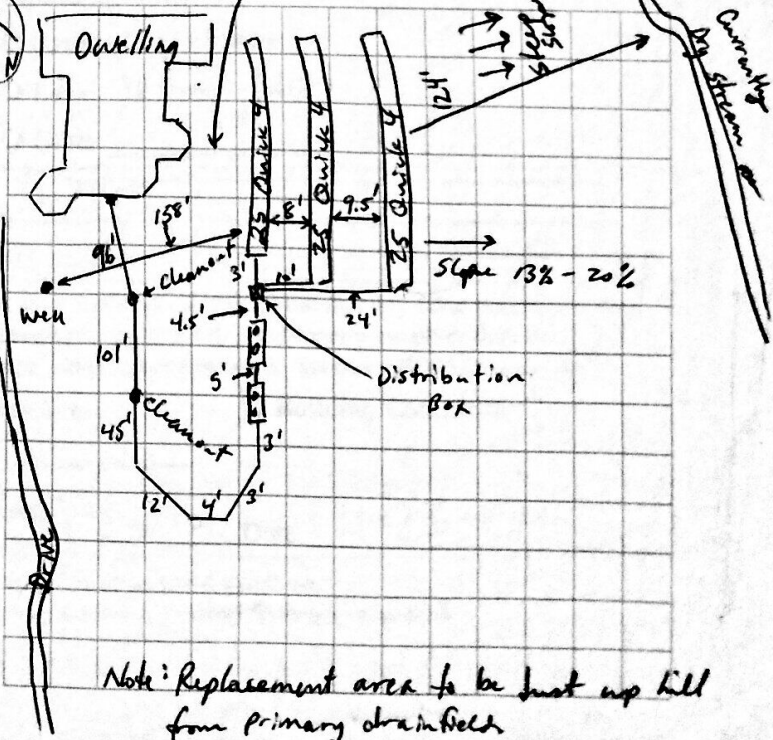 Dwelling
Steep
124'
Currently
Dry stream
25 Quick 4
25 Quick 4
25 Quick 4
8'
9.5'
158'
96'
cleanout
Well
3'
10'
Slope 13% - 20%
4.5'
24'
101'
5'
Distribution
Box
Cleanout
45'
3'
12'
4'
3'
Drive
Note: Replacement area to be just up hill
from primary drainfields